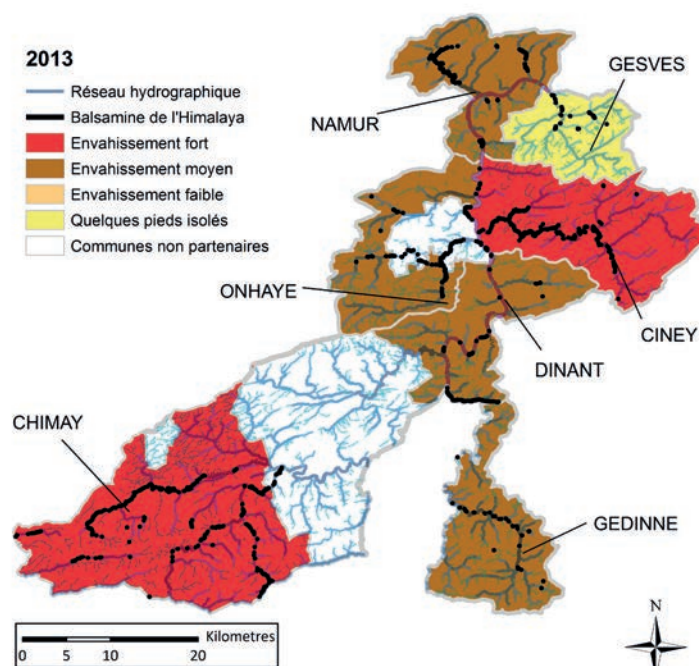 2013
Réseau hydrographique
Balsamine de l'Himalaya
Envahissement fort
Envahissement moyen
Envahissement faible
Quelques pieds isolés
Communes non partenaires
GESVES
NAMUR
ONHAYE
CINEY
DINANT
CHIMAY
GEDINNE
Kilometres
0 5 10 20
N